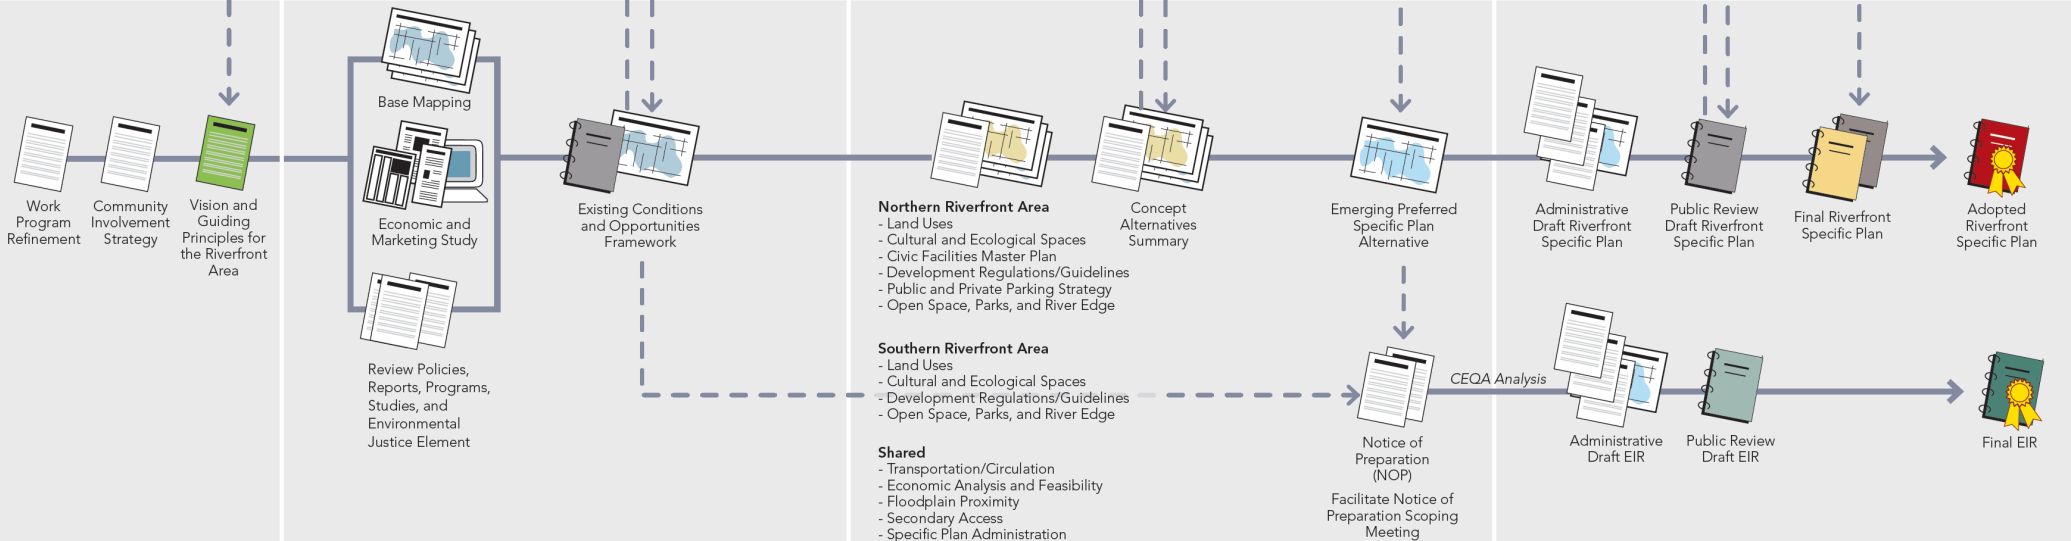 Work
Program
Refinement
Community
Involvement
Strategy
Vision and
Guiding
Principles for
the Riverfront
Area
Base Mapping
Economic and
Marketing Study
Review Policies,
Reports, Programs,
Studies, and
Environmental
Justice Element
Existing Conditions
and Opportunities
Framework
Northern Riverfront Area
- Land Uses
- Cultural and Ecological Spaces
- Civic Facilities Master Plan
- Development Regulations/Guidelines
- Public and Private Parking Strategy
- Open Space, Parks, and River Edge
Southern Riverfront Area
- Land Uses
- Cultural and Ecological Spaces
- Development Regulations/Guidelines
- Open Space, Parks, and River Edge
Shared
- Transportation/Circulation
- Economic Analysis and Feasibility
- Floodplain Proximity
- Secondary Access
- Specific Plan Administration
Concept
Alternatives
Summary
Emerging Preferred
Specific Plan
Alternative
Notice of
Preparation
(NOP)
Facilitate Notice of
Preparation Scoping
Meeting
CEQA Analysis
Administrative
Draft Riverfront
Specific Plan
Public Review
Draft Riverfront
Specific Plan
Final Riverfront
Specific Plan
Adopted
Riverfront
Specific Plan
Administrative
Draft EIR
Public Review
Draft EIR
Final EIR